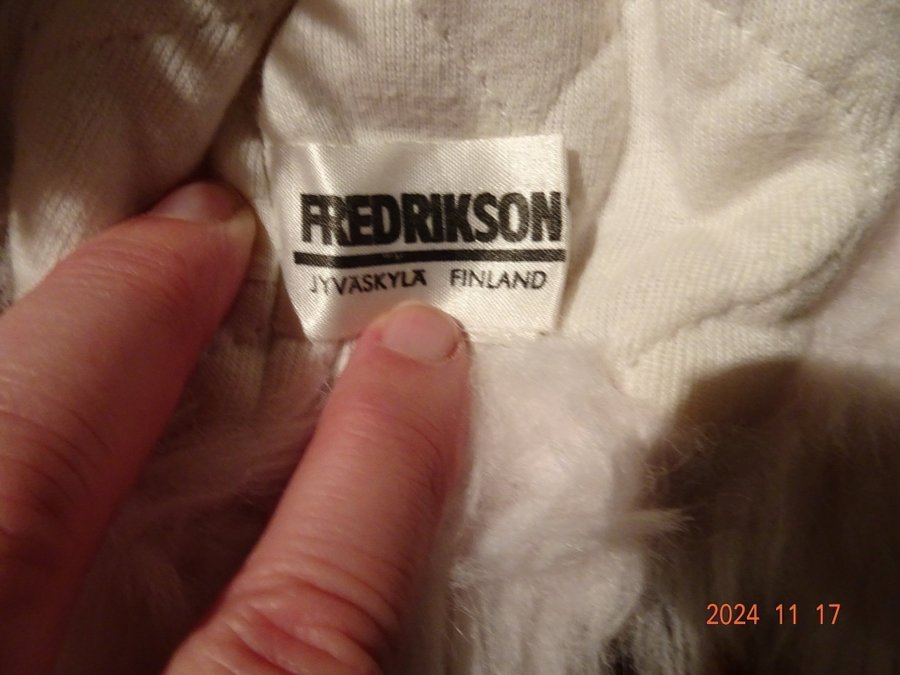 FREDRIKSON
JYVÄSKYLÄ FINLAND
2024 11 17